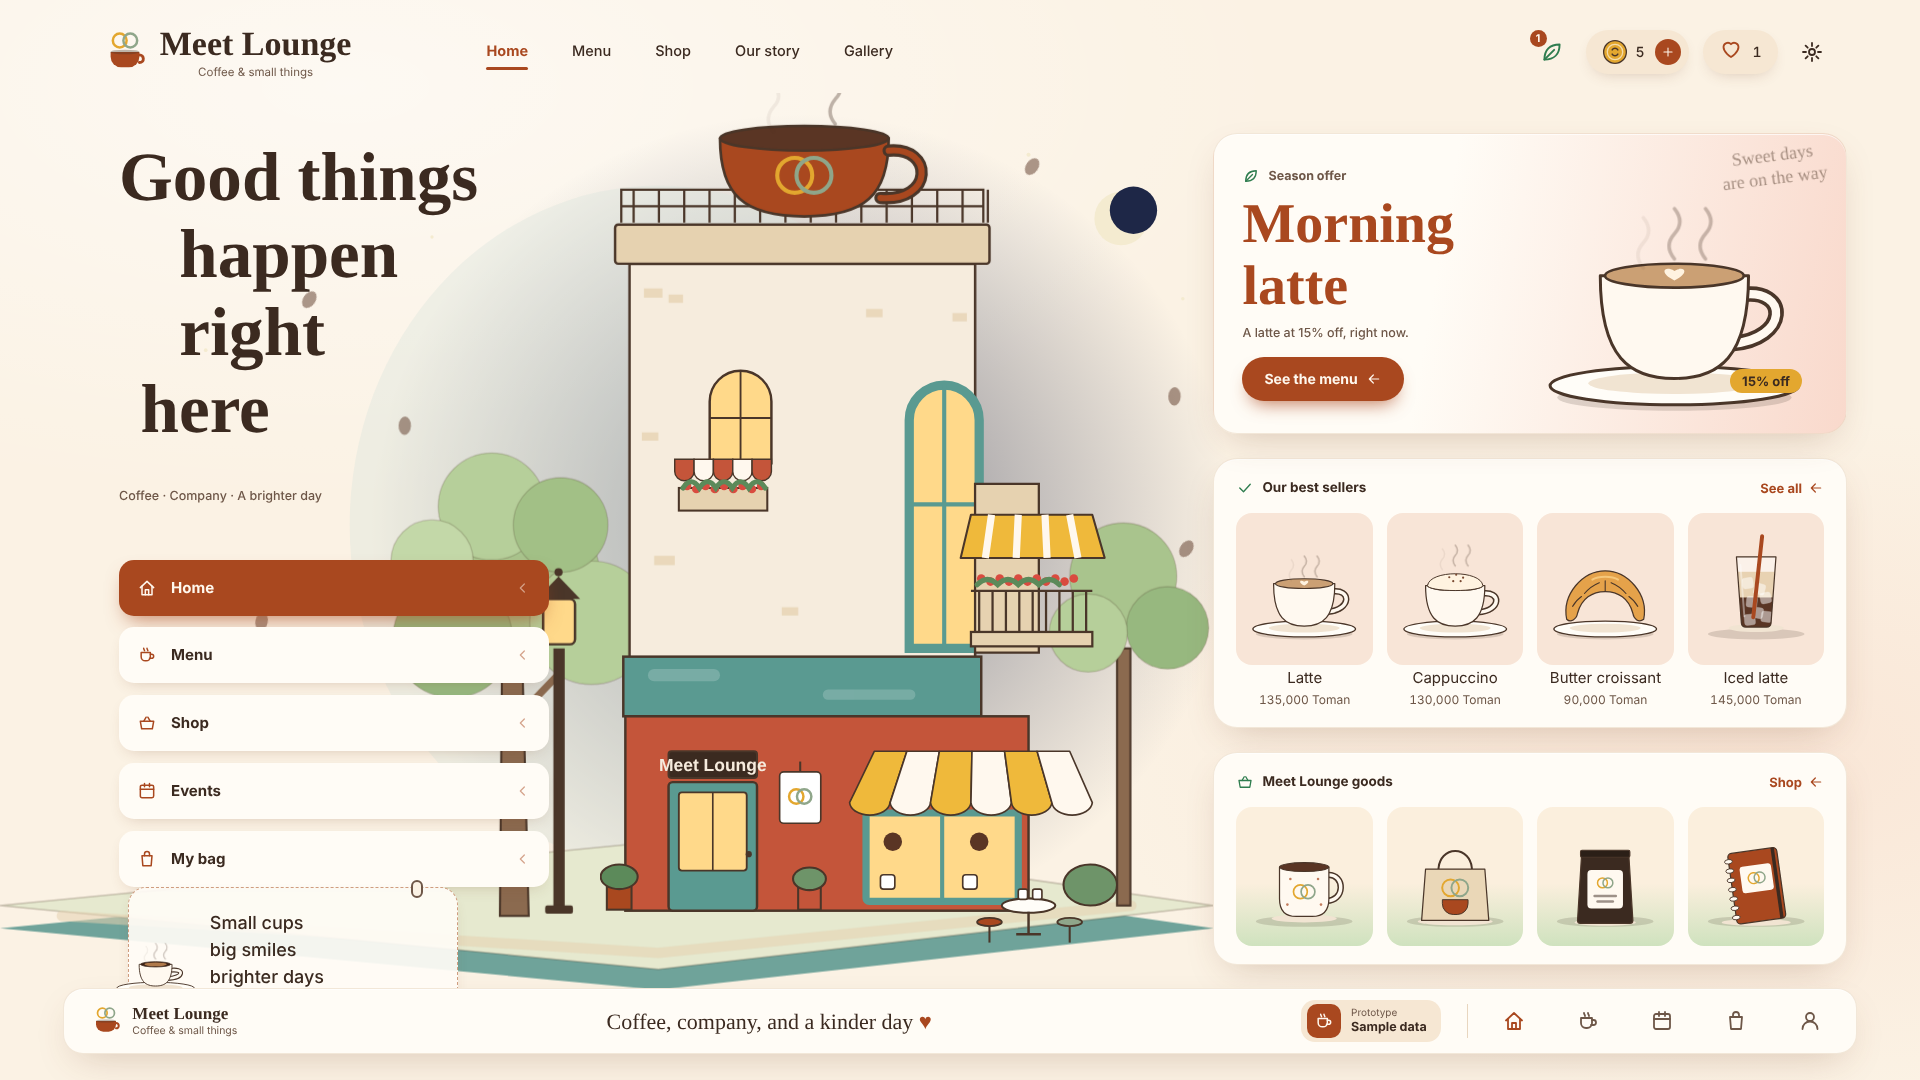 Meet Lounge
Coffee & small things
Home
Menu
Shop
Our story
Gallery
1
5
1
Good things
happen
right
here
Coffee · Company · A brighter day
Home
Menu
Shop
Events
My bag
Small cups
big smiles
brighter days
Meet Lounge
Season offer
Morning
latte
A latte at 15% off, right now.
See the menu
Sweet days
are on the way
15% off
Our best sellers
See all
Latte
135,000 Toman
Cappuccino
130,000 Toman
Butter croissant
90,000 Toman
Iced latte
145,000 Toman
Meet Lounge goods
Shop
Meet Lounge
Coffee & small things
Coffee, company, and a kinder day ♥
Prototype
Sample data